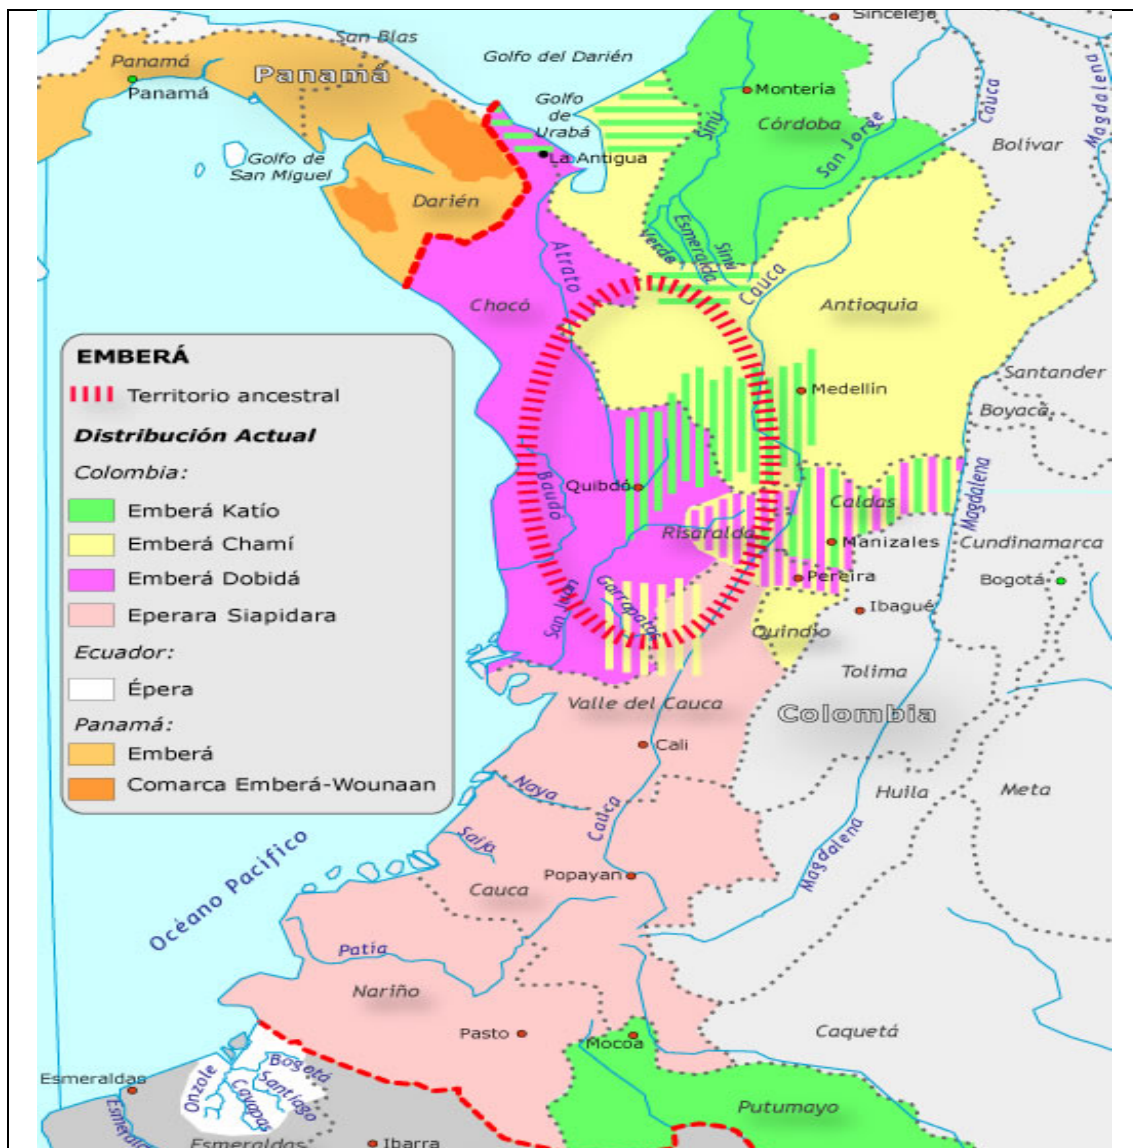 Sincelejo
San Blas
Golfo del Darién
Panamá
Panamá
Panamá
Golfo
de
Urabá
Montería
Sinú
Córdoba
San Jorge
Cauca
Magdalena
Bolívar
La Antigua
Golfo de
San Miguel
Darién
Verde
Esmeralda
Sinú
Cauca
Atrato
Chocó
Antioquia
EMBERÁ
Territorio ancestral
Distribución Actual
Colombia:
Emberá Katío
Emberá Chamí
Emberá Dobidá
Eperara Siapidara
Ecuador:
Épera
Panamá:
Emberá
Comarca Emberá-Wounaan
Santander
Medellín
Boyacá
Magdalena
Quibdó
Baudó
Caldas
Risaralda
Manizales
Cundinamarca
Pereira
Bogotá
Garrapatas
San Juan
Ibagué
Quindío
Tolima
Valle del Cauca
Colombia
Cali
Naya
Huila
Meta
Cauca
Saija
Magdalena
Océano Pacífico
Popayan
Cauca
Patía
Nariño
Pasto
Mocoa
Caquetá
Esmeraldas
Onzole
Bogotá
Santiago
Cayapas
Putumayo
Esmeral
Esmeraldas
Ibarra